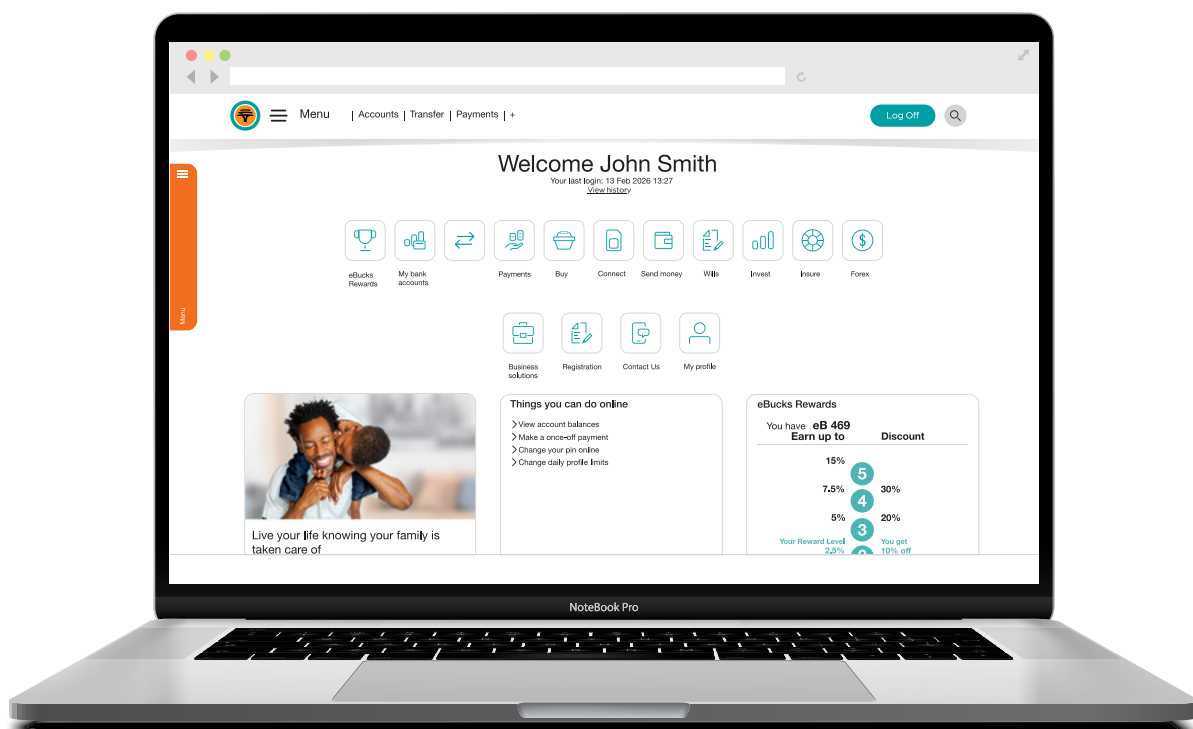 Menu | Accounts | Transfer | Payments | +
Log Off
Welcome John Smith
Your last login: 13 Feb 2026 13:27
View history
Menu
eBucks
Rewards
My bank
accounts
Payments
Buy
Connect
Send money
Wills
Invest
Insure
Forex
Business
solutions
Registration
Contact Us
My profile
Live your life knowing your family is
taken care of
Things you can do online
View account balances
Make a once-off payment
Change your pin online
Change daily profile limits
eBucks Rewards
You have eB 469
Earn up to Discount
15%
5
7.5% 4 30%
5% 3 20%
Your Reward Level You get
2.5% 10% off
NoteBook Pro